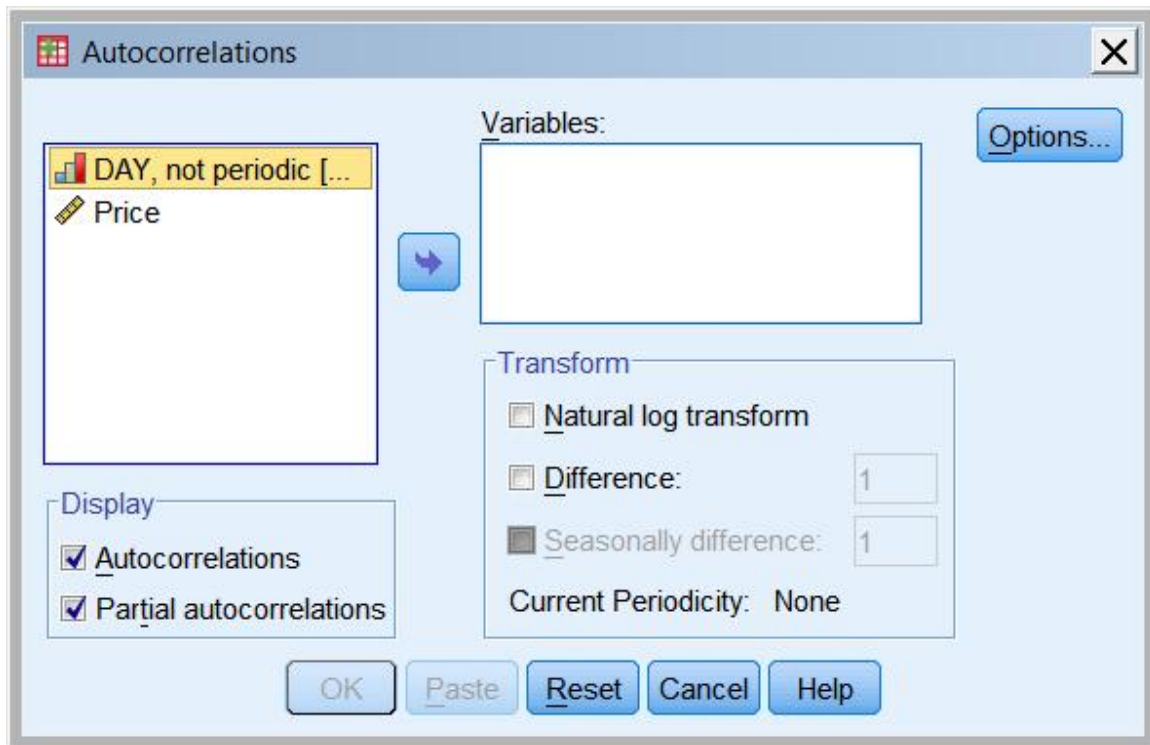 Autocorrelations
Variables:
Options...
DAY, not periodic [...
Price
Transform
Natural log transform
Difference: 1
Seasonally difference: 1
Current Periodicity: None
Display
Autocorrelations
Partial autocorrelations
OK Paste Reset Cancel Help